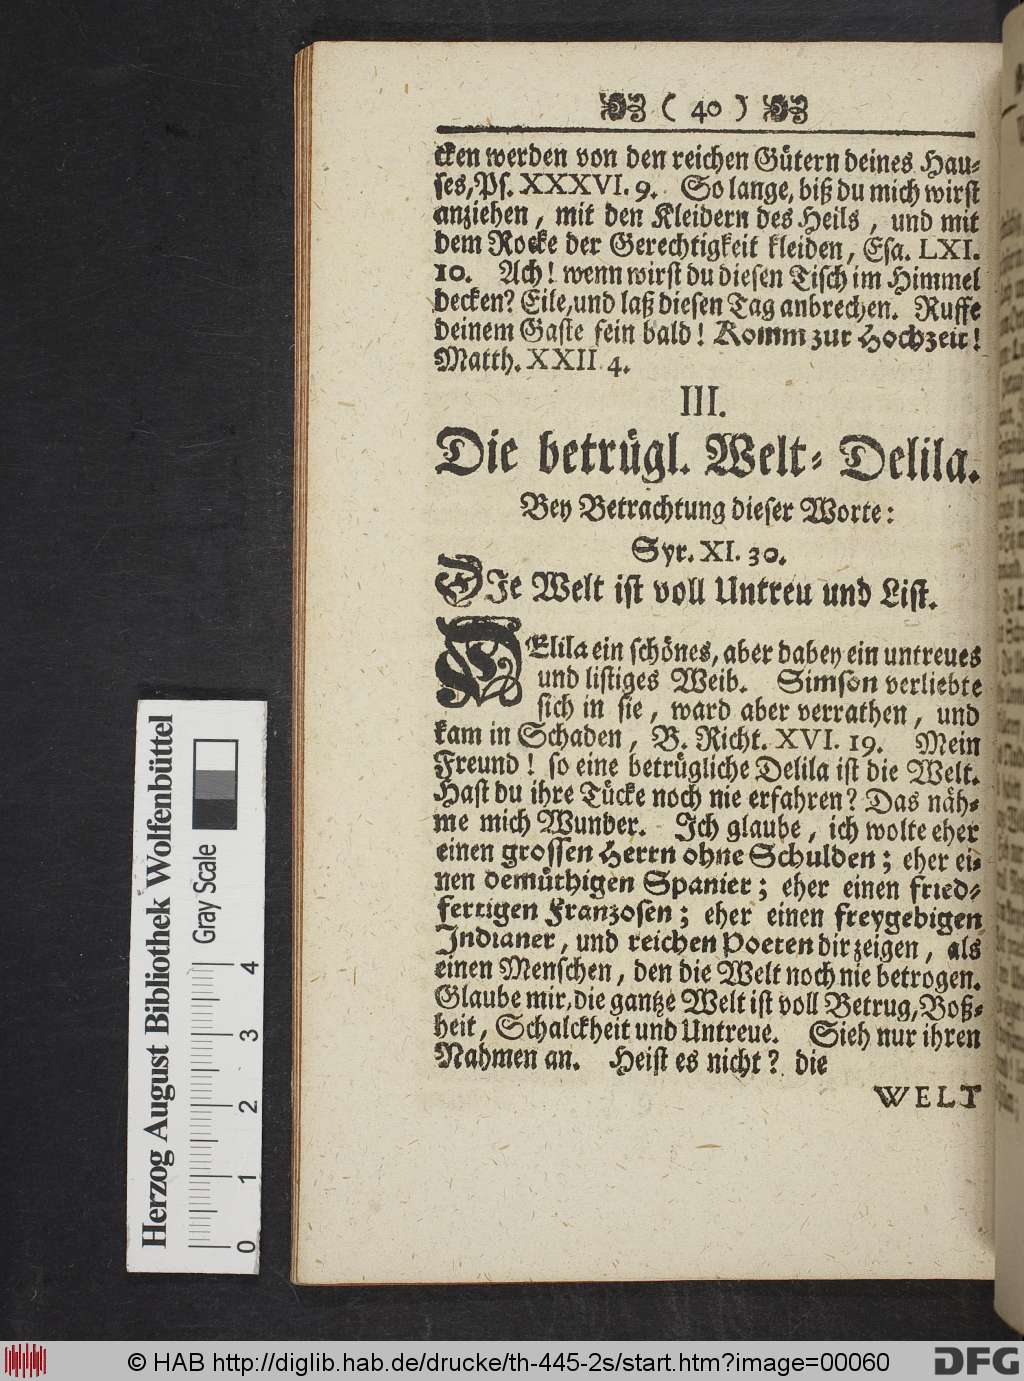 ( 40 )
cken werden von den reichen Gütern deines Hau-
ses, Ps. XXXVI. 9. So lange, biß du mich wirst
anziehen, mit den Kleidern des Heils, und mit
dem Rocke der Gerechtigkeit kleiden, Esa. LXI.
10. Ach! wenn wirst du diesen Tisch im Himmel
decken? Eile, und laß diesen Tag anbrechen. Ruffe
deinem Gaste fein bald! Komm zur Hochzeit!
Matth. XXII 4.
III.
Die betrügl. Welt-Delila.
Bey Betrachtung dieser Worte:
Syr. XI. 30.
DIe Welt ist voll Untreu und List.
DElila ein schönes, aber dabey ein untreues
und listiges Weib. Simson verliebte
sich in sie, ward aber verrathen, und
kam in Schaden, B. Richt. XVI. 19. Mein
Freund! so eine betrügliche Delila ist die Welt.
Hast du ihre Tücke noch nie erfahren? Das näh-
me mich Wunder. Ich glaube, ich wolte eher
einen grossen Herrn ohne Schulden; eher ei-
nen demüthigen Spanier; eher einen fried-
fertigen Franzosen; eher einen freygebigen
Indianer, und reichen Poeten dir zeigen, als
einen Menschen, den die Welt noch nie betrogen.
Glaube mir, die gantze Welt ist voll Betrug, Boß-
heit, Schalckheit und Untreue. Sieh nur ihren
Nahmen an. Heist es nicht? die
WELT
Herzog August Bibliothek Wolfenbüttel
Gray Scale
0 1 2 3 4
© HAB http://diglib.hab.de/drucke/th-445-2s/start.htm?image=00060
DFG